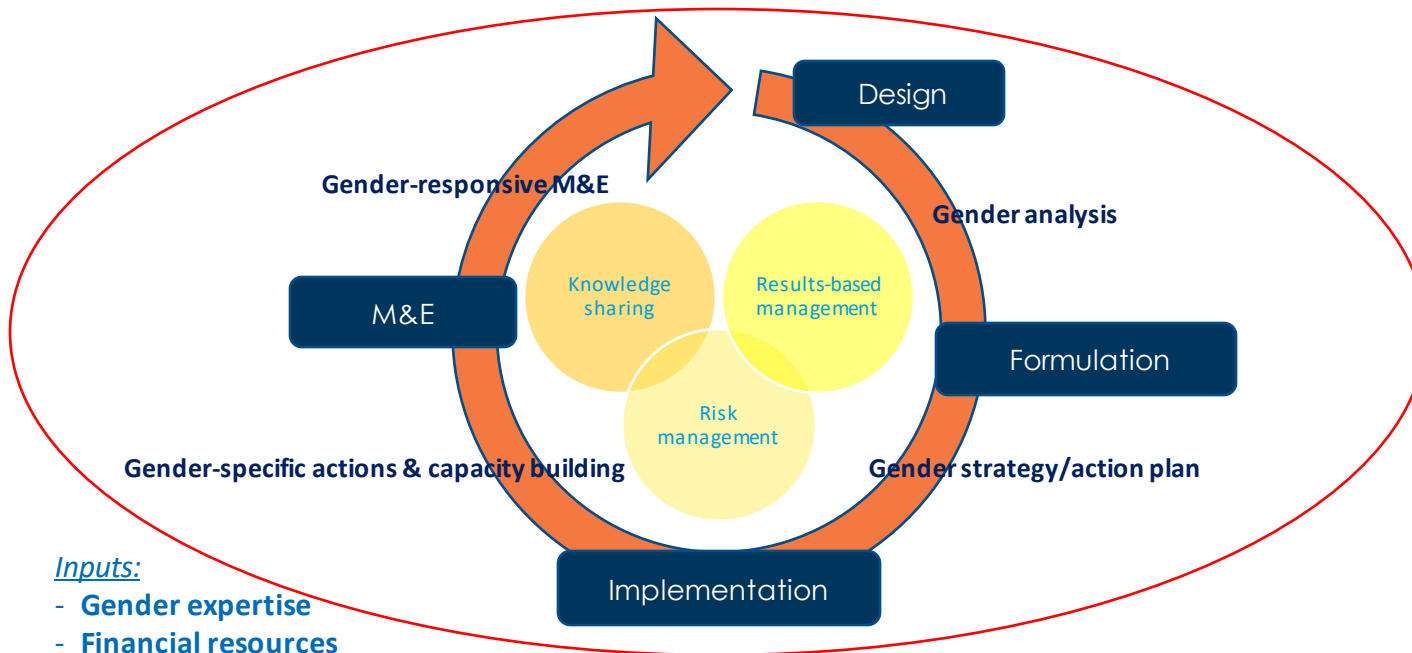 Design
Gender-responsive M&E
Gender analysis
Knowledge
sharing
Results-based
management
M&E
Formulation
Risk
management
Gender-specific actions & capacity building
Gender strategy/action plan
Implementation
Inputs:
- Gender expertise
- Financial resources